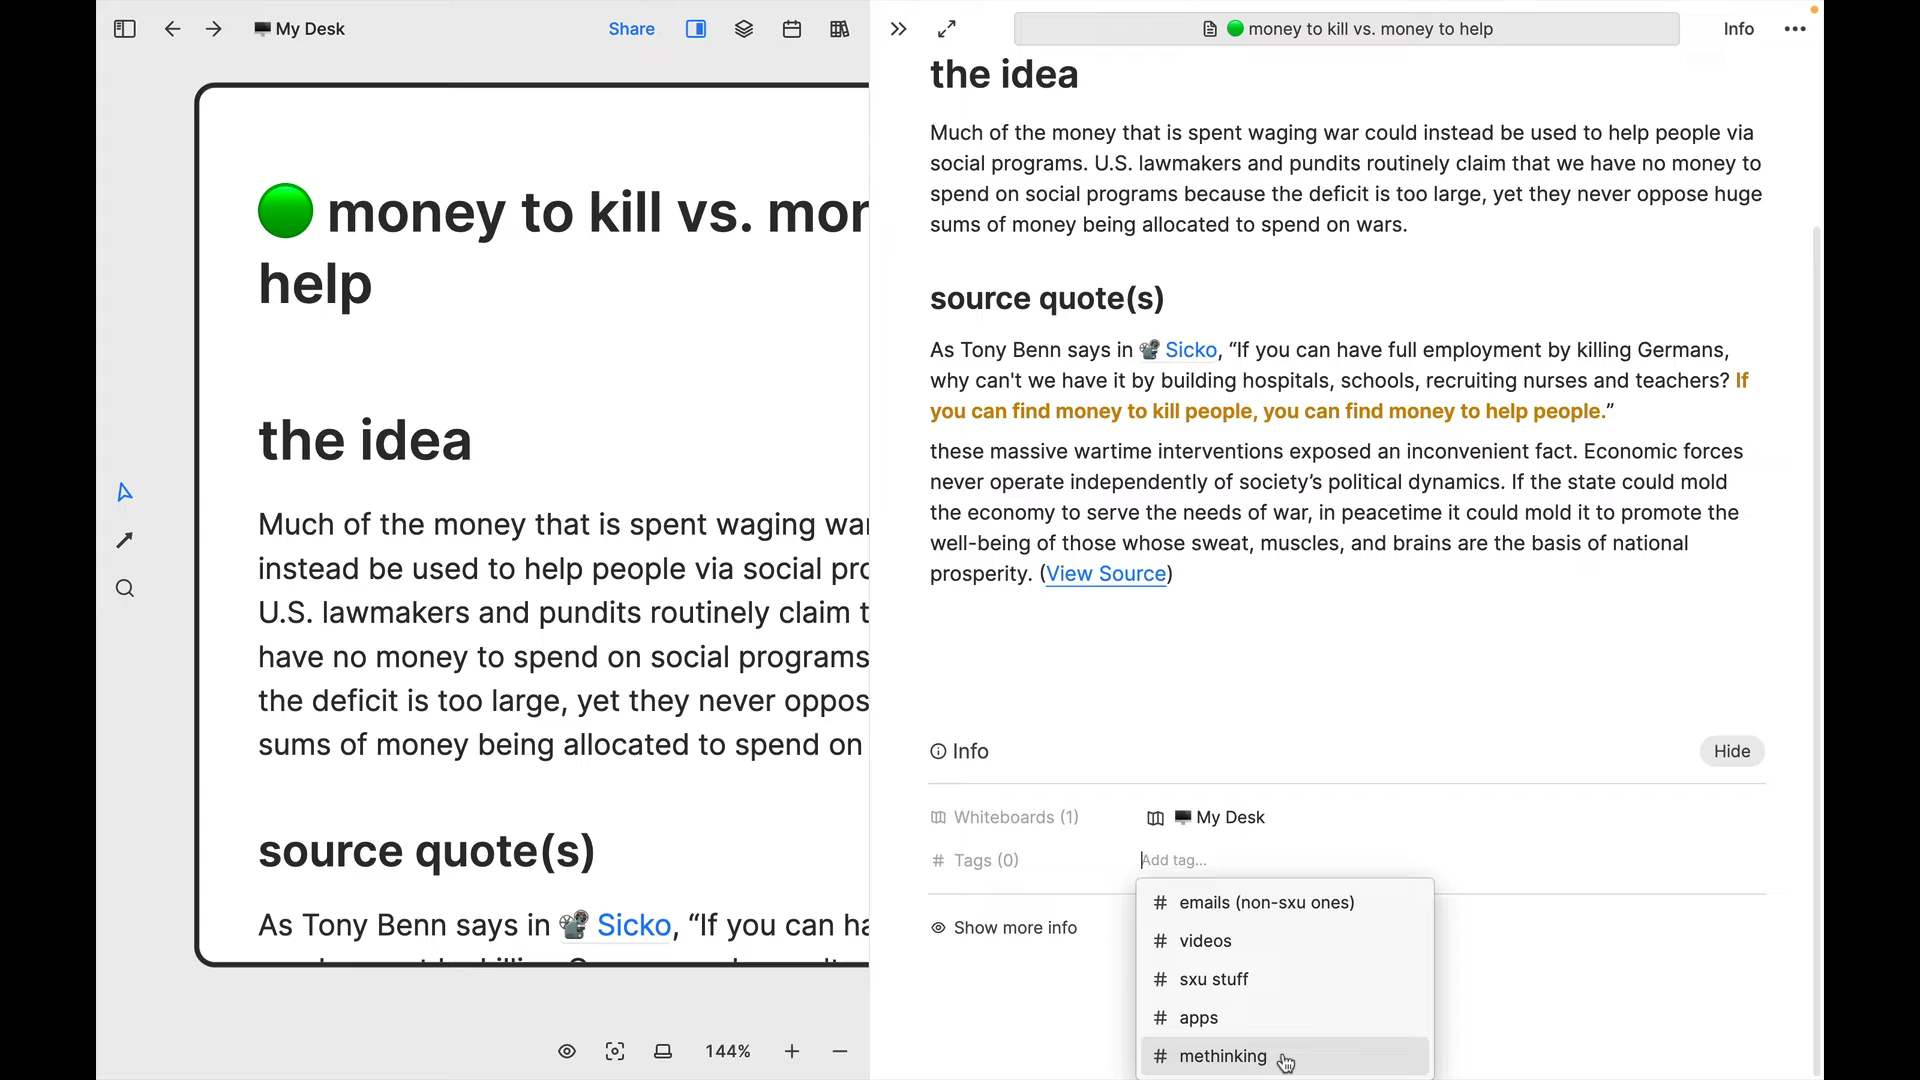 🖥️ My Desk
Share
money to kill vs. mor
help
the idea
Much of the money that is spent waging war
instead be used to help people via social pro
U.S. lawmakers and pundits routinely claim t
have no money to spend on social programs
the deficit is too large, yet they never oppos
sums of money being allocated to spend on
source quote(s)
As Tony Benn says in 📽️ Sicko, “If you can ha
144%
🟢 money to kill vs. money to help
Info
the idea
Much of the money that is spent waging war could instead be used to help people via
social programs. U.S. lawmakers and pundits routinely claim that we have no money to
spend on social programs because the deficit is too large, yet they never oppose huge
sums of money being allocated to spend on wars.
source quote(s)
As Tony Benn says in 📽️ Sicko, “If you can have full employment by killing Germans,
why can't we have it by building hospitals, schools, recruiting nurses and teachers? If
you can find money to kill people, you can find money to help people.”
these massive wartime interventions exposed an inconvenient fact. Economic forces
never operate independently of society’s political dynamics. If the state could mold
the economy to serve the needs of war, in peacetime it could mold it to promote the
well-being of those whose sweat, muscles, and brains are the basis of national
prosperity. (View Source)
Info
Hide
Whiteboards (1)
🖥️ My Desk
# Tags (0)
Add tag...
# emails (non-sxu ones)
Show more info
# videos
# sxu stuff
# apps
# methinking